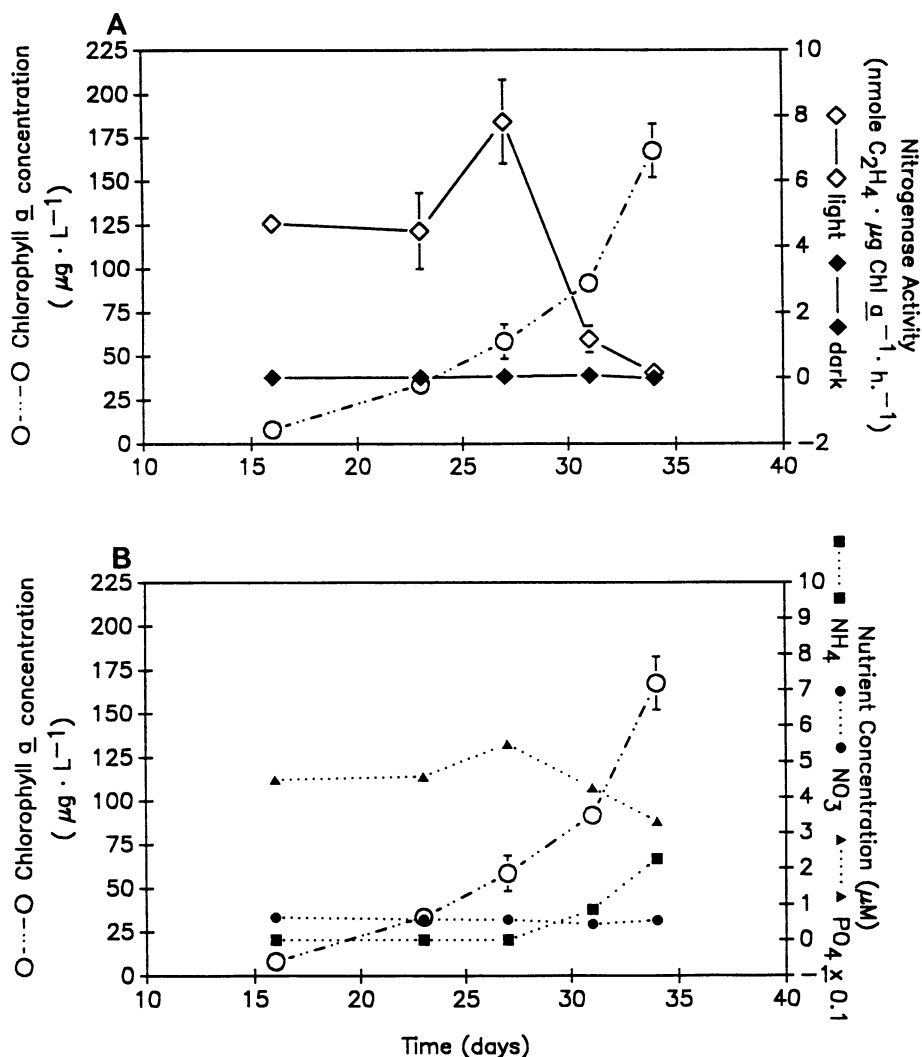 A
225
200
175
150
125
100
75
50
25
0
10 15 20 25 30 35 40
10
8
6
4
2
0
−2
Chlorophyll a concentration
( μg · L−1 )
Nitrogenase Activity
(nmole C2H4 · μg Chl a−1 · h.−1)
light dark
B
225
200
175
150
125
100
75
50
25
0
10 15 20 25 30 35 40
10
9
8
7
6
5
4
3
2
1
0
−1
Chlorophyll a concentration
( μg · L−1 )
Nutrient Concentration (μM)
NH4 NO3 PO4 x 0.1
Time (days)